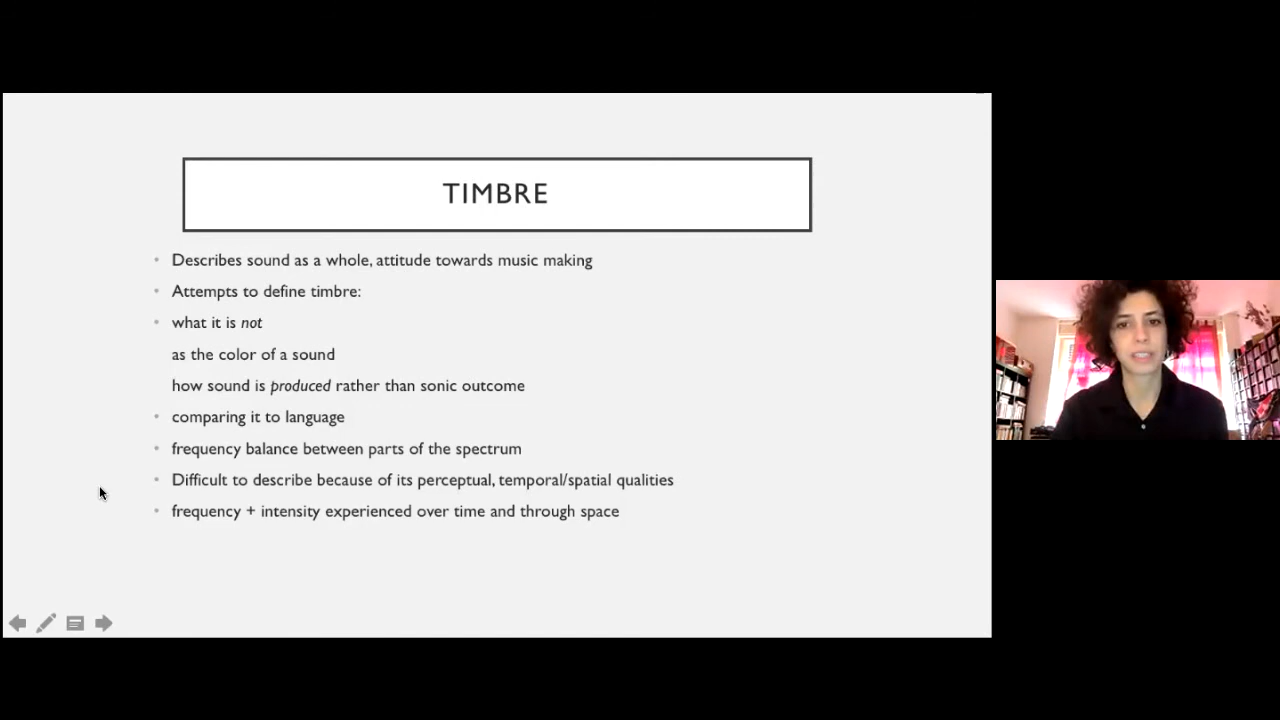 TIMBRE
• Describes sound as a whole, attitude towards music making
• Attempts to define timbre:
• what it is not
as the color of a sound
how sound is produced rather than sonic outcome
• comparing it to language
• frequency balance between parts of the spectrum
• Difficult to describe because of its perceptual, temporal/spatial qualities
• frequency + intensity experienced over time and through space